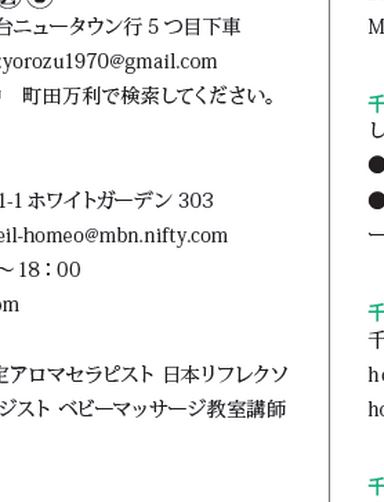 台ニュータウン行 5 つ目下車
:yorozu1970@gmail.com
町田万利で検索してください。
1-1 ホワイトガーデン 303
eil-homeo@mbn.nifty.com
～ 18：00
om
定アロマセラピスト 日本リフレクソ
ジスト ベビーマッサージ教室講師
M
千
し
●
●
ー
千
千
he
ho
千